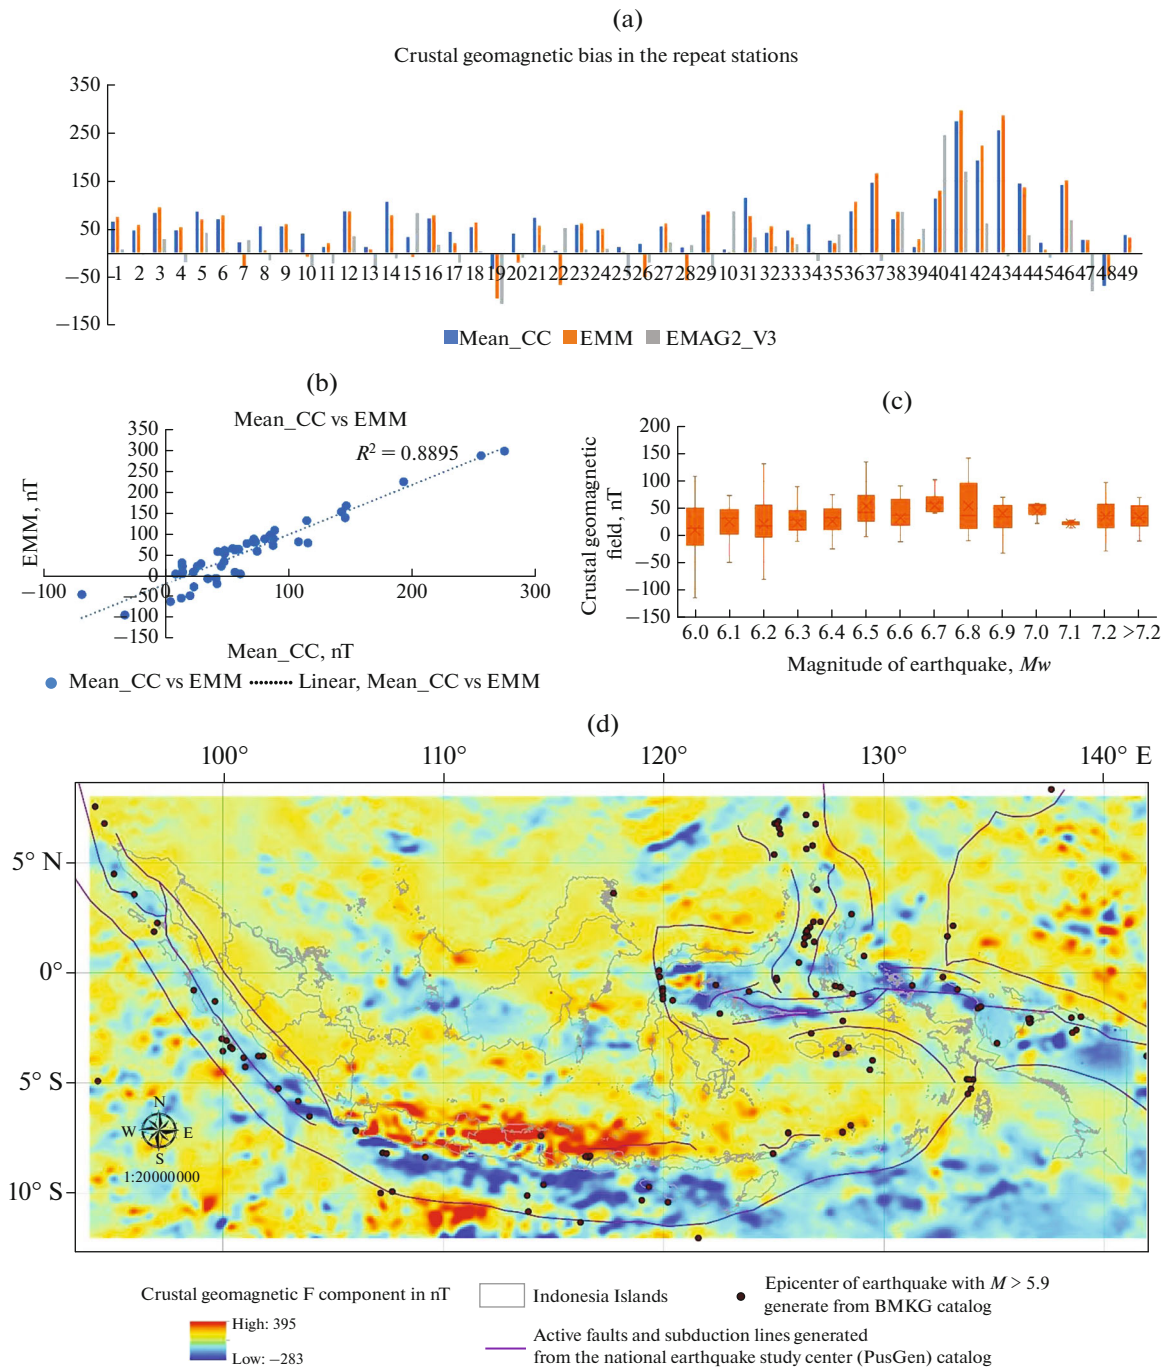 (a)
Crustal geomagnetic bias in the repeat stations
350
250
150
50
−50
−150
1 2 3 4 5 6 7 8 9 10 11 12 13 14 15 16 17 18 19 20 21 22 23 24 25 26 27 28 29 10 31 32 33 34 35 36 37 38 39 40 41 42 43 44 45 46 47 48 49
Mean_CC EMM EMAG2_V3
(b)
Mean_CC vs EMM
R² = 0.8895
EMM, nT
350
300
250
200
150
100
50
0
−50
−100
−150
−100 0 100 200 300
Mean_CC, nT
Mean_CC vs EMM Linear, Mean_CC vs EMM
(c)
Crustal geomagnetic
field, nT
200
150
100
50
0
−50
−100
−150
6.0 6.1 6.2 6.3 6.4 6.5 6.6 6.7 6.8 6.9 7.0 7.1 7.2 >7.2
Magnitude of earthquake, Mw
(d)
100° 110° 120° 130° 140° E
5° N
0°
5° S
10° S
N
W E
S
1:20000000
Crustal geomagnetic F component in nT
High: 395
Low: −283
Indonesia Islands
Epicenter of earthquake with M > 5.9
generate from BMKG catalog
Active faults and subduction lines generated
from the national earthquake study center (PusGen) catalog